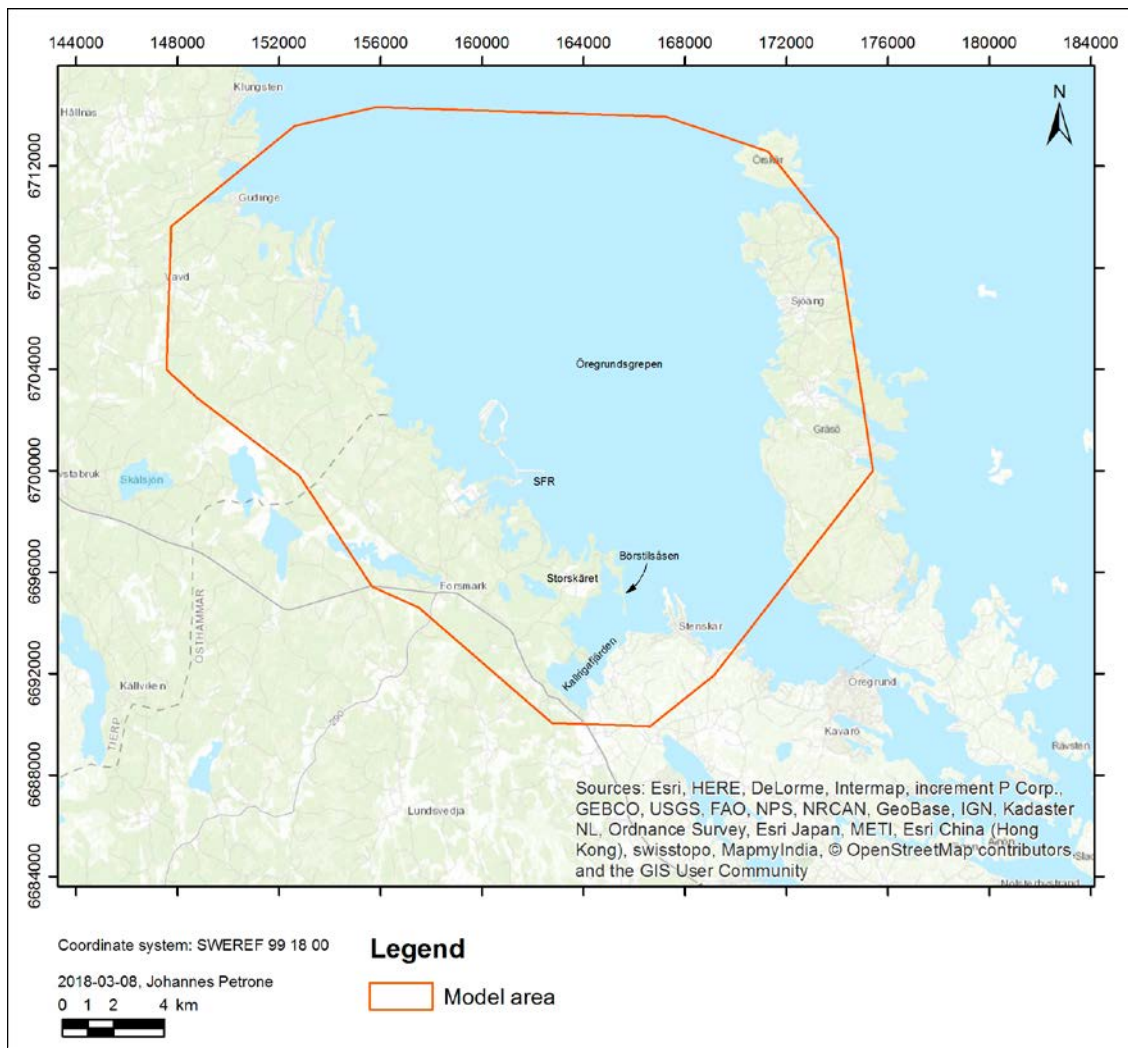 144000 148000 152000 156000 160000 164000 168000 172000 176000 180000 184000
6712000
6708000
6704000
6700000
6696000
6692000
6688000
6684000
Klungsten
Hållnäs
N
Örskär
Gudinge
Vavd
Sjöäng
Öregrundsgrepen
Gräsö
vstabruk
Skälsjön
SFR
Börstilsåsen
Storskäret
Forsmark
ÖSTHAMMAR
Stenskär
Kallrigafjärden
Källviken
Öregrund
TIERP
290
Kavarö
Rävsten
Lundsvedja
Sources: Esri, HERE, DeLorme, Intermap, increment P Corp.,
GEBCO, USGS, FAO, NPS, NRCAN, GeoBase, IGN, Kadaster
NL, Ordnance Survey, Esri Japan, METI, Esri China (Hong
Kong), swisstopo, MapmyIndia, © OpenStreetMap contributors,
and the GIS User Community
Coordinate system: SWEREF 99 18 00
Legend
2018-03-08, Johannes Petrone
0 1 2 4 km
Model area